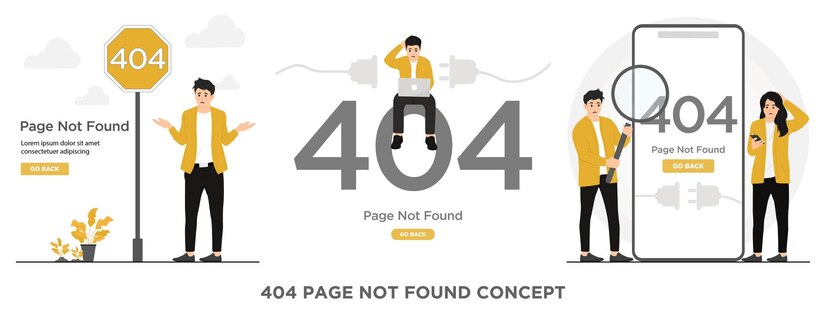 404
Page Not Found
Lorem ipsum dolor sit amet
consectetuer adipiscing
GO BACK
404
Page Not Found
GO BACK
404
Page Not Found
GO BACK
404 PAGE NOT FOUND CONCEPT